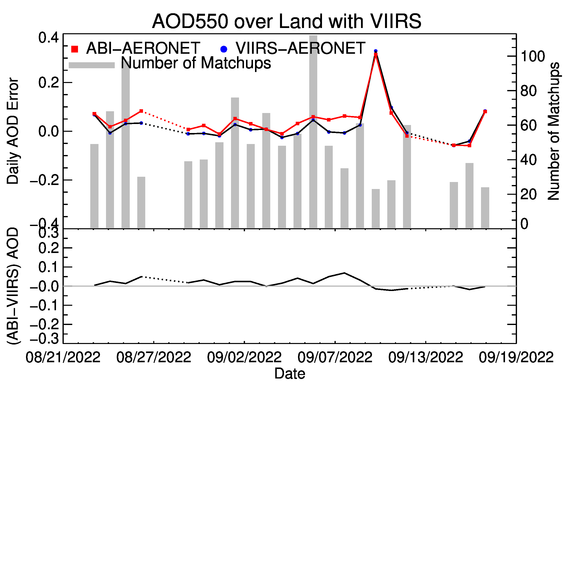 AOD550 over Land with VIIRS
ABI-AERONET VIIRS-AERONET
Number of Matchups
Daily AOD Error
0.4
0.2
0.0
-0.2
-0.4
100
80
60
40
20
0
Number of Matchups
(ABI-VIIRS) AOD
0.3
0.2
0.1
-0.0
-0.1
-0.2
-0.3
08/21/2022 08/27/2022 09/02/2022 09/07/2022 09/13/2022 09/19/2022
Date